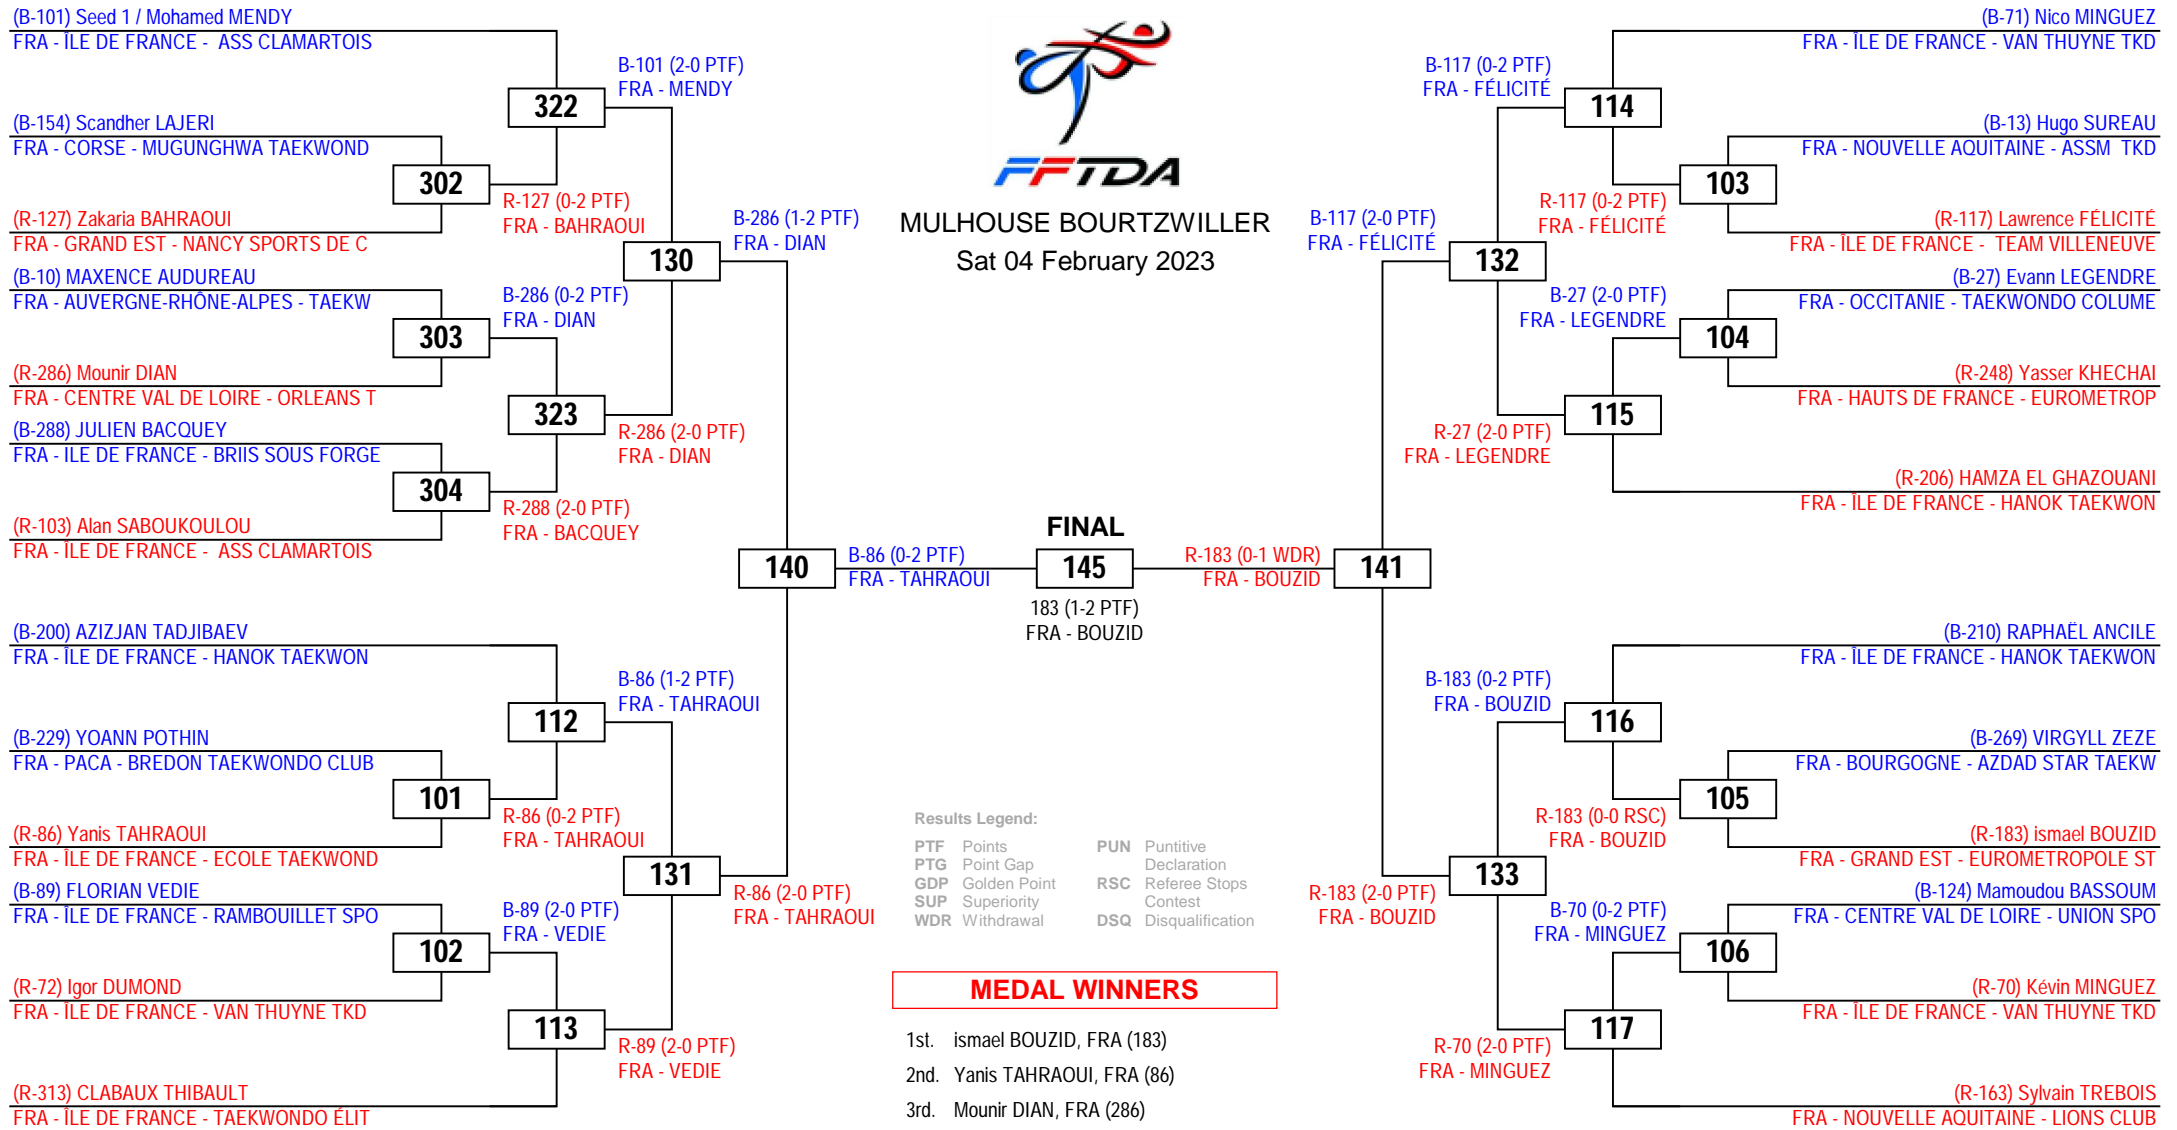 (B-101) Seed 1 / Mohamed MENDY
FRA - ÎLE DE FRANCE - ASS CLAMARTOIS
(B-154) Scandher LAJERI
FRA - CORSE - MUGUNGHWA TAEKWOND
(R-127) Zakaria BAHRAOUI
FRA - GRAND EST - NANCY SPORTS DE C
(B-10) MAXENCE AUDUREAU
FRA - AUVERGNE-RHÔNE-ALPES - TAEKW
(R-286) Mounir DIAN
FRA - CENTRE VAL DE LOIRE - ORLEANS T
(B-288) JULIEN BACQUEY
FRA - ILE DE FRANCE - BRIIS SOUS FORGE
(R-103) Alan SABOUKOULOU
FRA - ÎLE DE FRANCE - ASS CLAMARTOIS
(B-200) AZIZJAN TADJIBAEV
FRA - ÎLE DE FRANCE - HANOK TAEKWON
(B-229) YOANN POTHIN
FRA - PACA - BREDON TAEKWONDO CLUB
(R-86) Yanis TAHRAOUI
FRA - ÎLE DE FRANCE - ECOLE TAEKWOND
(B-89) FLORIAN VEDIE
FRA - ÎLE DE FRANCE - RAMBOUILLET SPO
(R-72) Igor DUMOND
FRA - ÎLE DE FRANCE - VAN THUYNE TKD
(R-313) CLABAUX THIBAULT
FRA - ÎLE DE FRANCE - TAEKWONDO ÉLIT
302
R-127 (0-2 PTF)
FRA - BAHRAOUI
303
B-286 (0-2 PTF)
FRA - DIAN
304
R-288 (2-0 PTF)
FRA - BACQUEY
101
R-86 (0-2 PTF)
FRA - TAHRAOUI
102
B-89 (2-0 PTF)
FRA - VEDIE
322
B-101 (2-0 PTF)
FRA - MENDY
323
R-286 (2-0 PTF)
FRA - DIAN
112
B-86 (1-2 PTF)
FRA - TAHRAOUI
113
R-89 (2-0 PTF)
FRA - VEDIE
130
B-286 (1-2 PTF)
FRA - DIAN
131
R-86 (2-0 PTF)
FRA - TAHRAOUI
140
B-86 (0-2 PTF)
FRA - TAHRAOUI
FFTDA
MULHOUSE BOURTZWILLER
Sat 04 February 2023
FINAL
145
183 (1-2 PTF)
FRA - BOUZID
Results Legend:
PTF Points
PTG Point Gap
GDP Golden Point
SUP Superiority
WDR Withdrawal
PUN Puntitive
Declaration
RSC Referee Stops
Contest
DSQ Disqualification
MEDAL WINNERS
1st. ismael BOUZID, FRA (183)
2nd. Yanis TAHRAOUI, FRA (86)
3rd. Mounir DIAN, FRA (286)
R-183 (0-1 WDR)
FRA - BOUZID
141
B-117 (2-0 PTF)
FRA - FÉLICITÉ
132
R-183 (2-0 PTF)
FRA - BOUZID
133
B-117 (0-2 PTF)
FRA - FÉLICITÉ
114
R-27 (2-0 PTF)
FRA - LEGENDRE
115
B-183 (0-2 PTF)
FRA - BOUZID
116
R-70 (2-0 PTF)
FRA - MINGUEZ
117
R-117 (0-2 PTF)
FRA - FÉLICITÉ
103
B-27 (2-0 PTF)
FRA - LEGENDRE
104
R-183 (0-0 RSC)
FRA - BOUZID
105
B-70 (0-2 PTF)
FRA - MINGUEZ
106
(B-71) Nico MINGUEZ
FRA - ÎLE DE FRANCE - VAN THUYNE TKD
(B-13) Hugo SUREAU
FRA - NOUVELLE AQUITAINE - ASSM TKD
(R-117) Lawrence FÉLICITÉ
FRA - ÎLE DE FRANCE - TEAM VILLENEUVE
(B-27) Evann LEGENDRE
FRA - OCCITANIE - TAEKWONDO COLUME
(R-248) Yasser KHECHAI
FRA - HAUTS DE FRANCE - EUROMETROP
(R-206) HAMZA EL GHAZOUANI
FRA - ÎLE DE FRANCE - HANOK TAEKWON
(B-210) RAPHAËL ANCILE
FRA - ÎLE DE FRANCE - HANOK TAEKWON
(B-269) VIRGYLL ZEZE
FRA - BOURGOGNE - AZDAD STAR TAEKW
(R-183) ismael BOUZID
FRA - GRAND EST - EUROMETROPOLE ST
(B-124) Mamoudou BASSOUM
FRA - CENTRE VAL DE LOIRE - UNION SPO
(R-70) Kévin MINGUEZ
FRA - ÎLE DE FRANCE - VAN THUYNE TKD
(R-163) Sylvain TREBOIS
FRA - NOUVELLE AQUITAINE - LIONS CLUB